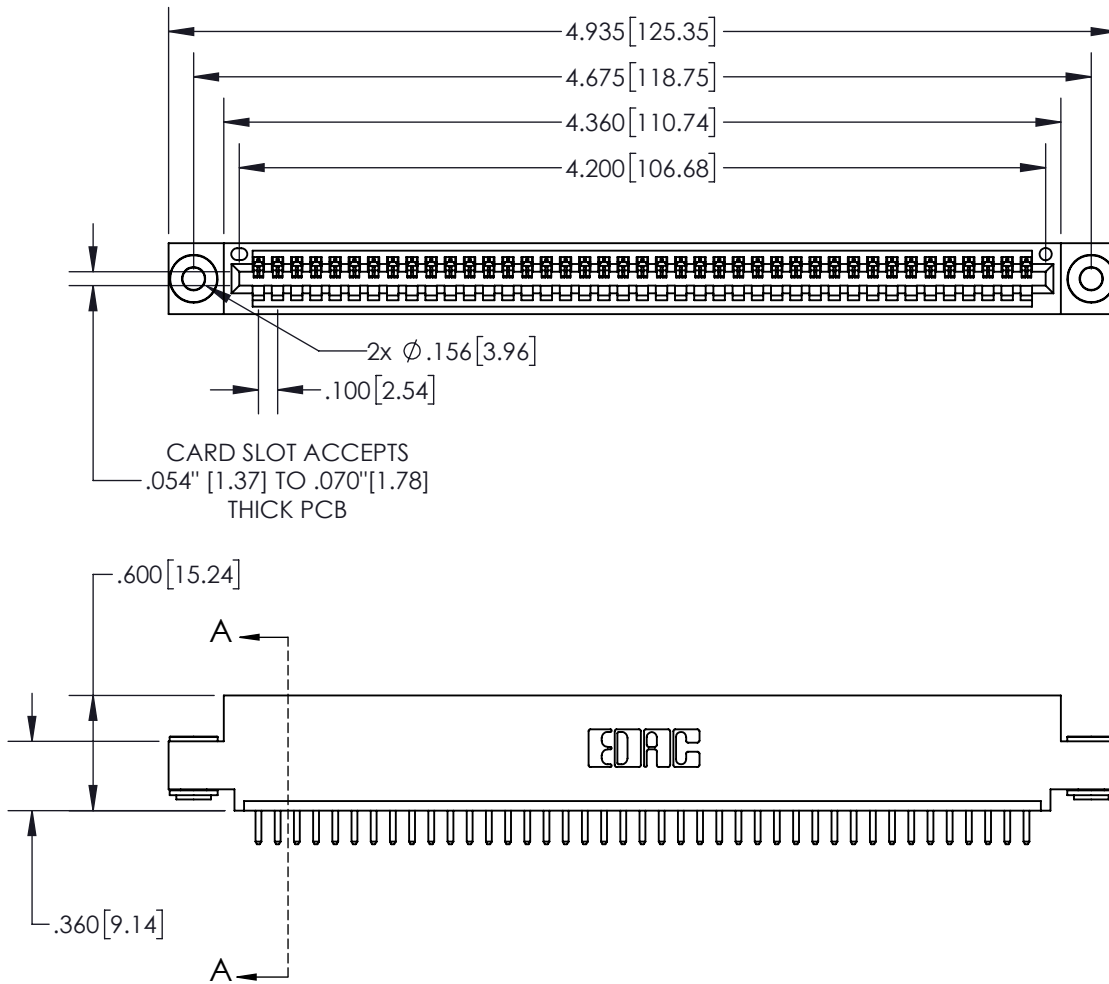 4.935[125.35]
4.675[118.75]
4.360[110.74]
4.200[106.68]
2x Ø.156[3.96]
.100[2.54]
CARD SLOT ACCEPTS
.054" [1.37] TO .070"[1.78]
THICK PCB
.600[15.24]
A
EDAC
.360[9.14]
A